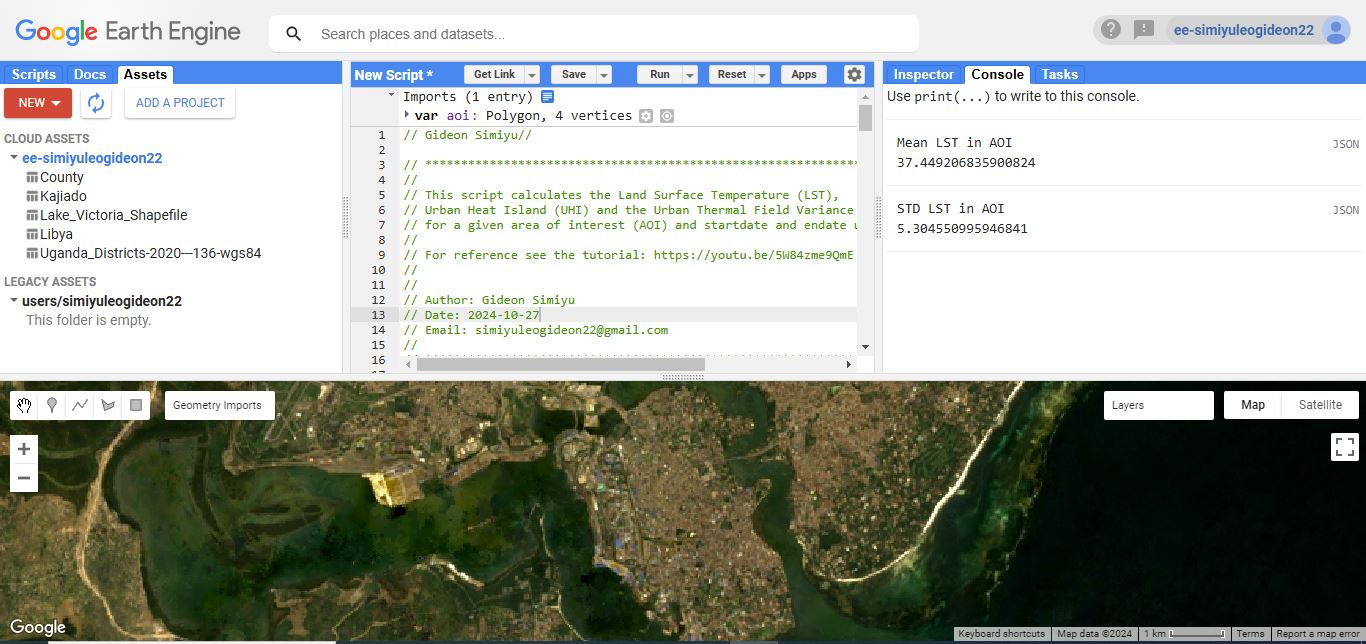 Google Earth Engine
Search places and datasets...
ee-simiyuleogideon22
Scripts Docs Assets
NEW
ADD A PROJECT
CLOUD ASSETS
ee-simiyuleogideon22
County
Kajiado
Lake_Victoria_Shapefile
Libya
Uganda_Districts-2020---136-wgs84
LEGACY ASSETS
users/simiyuleogideon22
This folder is empty.
New Script *
Get Link Save Run Reset Apps
Imports (1 entry)
var aoi: Polygon, 4 vertices
1 // Gideon Simiyu//
2
3 // ************************************************************
4 //
5 // This script calculates the Land Surface Temperature (LST),
6 // Urban Heat Island (UHI) and the Urban Thermal Field Variance
7 // for a given area of interest (AOI) and startdate and endate u
8 //
9 // For reference see the tutorial: https://youtu.be/5W84zme9QmE
10 //
11 //
12 // Author: Gideon Simiyu
13 // Date: 2024-10-27
14 // Email: simiyuleogideon22@gmail.com
15 //
16
Inspector Console Tasks
Use print(...) to write to this console.
Mean LST in AOI
JSON
37.449206835900824
STD LST in AOI
JSON
5.304550995946841
Geometry Imports
Layers
Map Satellite
Google
Keyboard shortcuts Map data ©2024 1 km Terms Report a map error